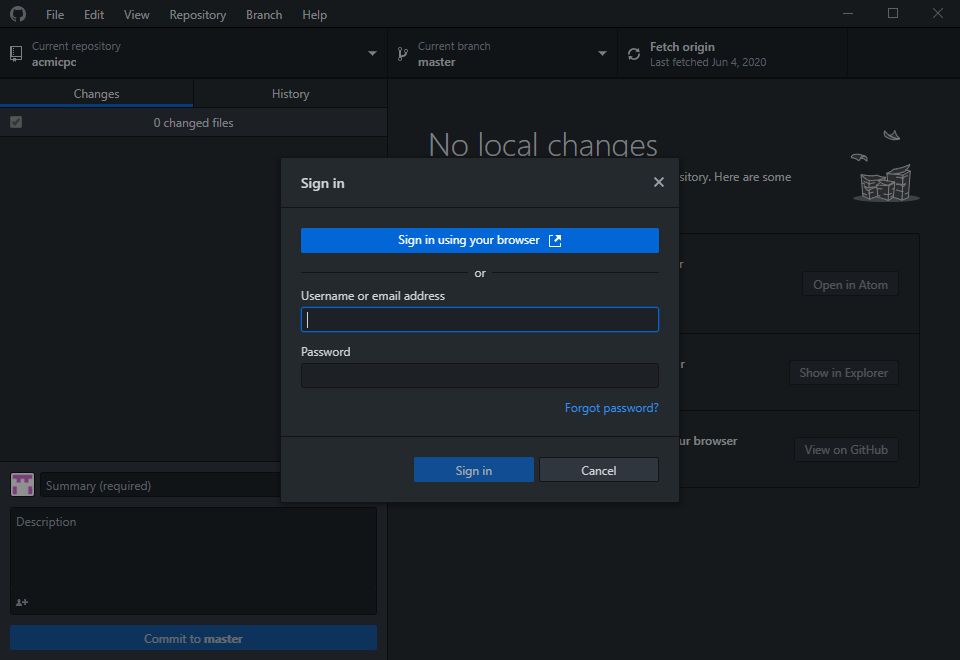 File Edit View Repository Branch Help
Current repository
acmicpc
Current branch
master
Fetch origin
Last fetched Jun 4, 2020
Changes
History
0 changed files
No local changes
sitory. Here are some
Sign in
Sign in using your browser
or
Username or email address
Password
Forgot password?
Sign in
Cancel
r
Open in Atom
r
Show in Explorer
ur browser
View on GitHub
Summary (required)
Description
Commit to master